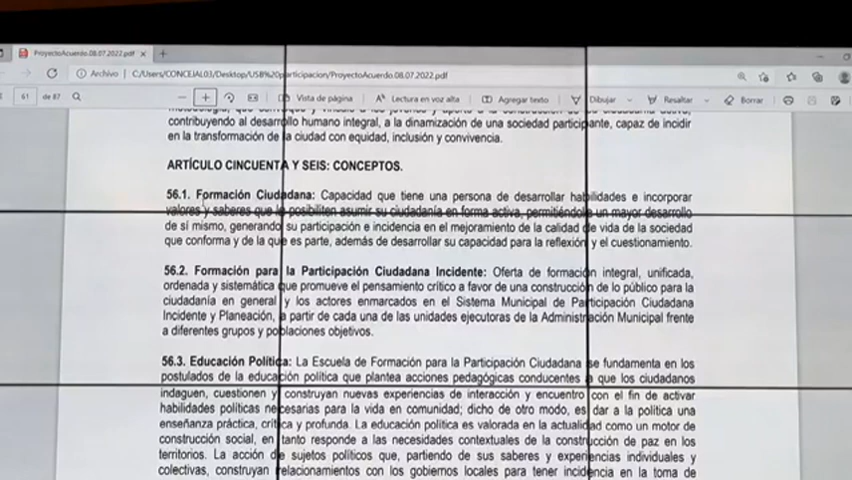 ProyectoAcuerdo.08.07.2022.pdf
Archivo | C:/Users/CONCEJAL03/Desktop/USB%20participacion/ProyectoAcuerdo.08.07.2022.pdf
61 de 87 Vista de página Lectura en voz alta Agregar texto Dibujar Resaltar Borrar
contribuyendo al desarrollo humano integral, a la dinamización de una sociedad participante, capaz de incidir
en la transformación de la ciudad con equidad, inclusión y convivencia.
ARTÍCULO CINCUENTA Y SEIS: CONCEPTOS.
56.1. Formación Ciudadana: Capacidad que tiene una persona de desarrollar habilidades e incorporar
valores y saberes que le posibiliten asumir su ciudadanía en forma activa, permitiéndole un mayor desarrollo
de sí mismo, generando su participación e incidencia en el mejoramiento de la calidad de vida de la sociedad
que conforma y de la que es parte, además de desarrollar su capacidad para la reflexión y el cuestionamiento.
56.2. Formación para la Participación Ciudadana Incidente: Oferta de formación integral, unificada,
ordenada y sistemática que promueve el pensamiento crítico a favor de una construcción de lo público para la
ciudadanía en general y los actores enmarcados en el Sistema Municipal de Participación Ciudadana
Incidente y Planeación, a partir de cada una de las unidades ejecutoras de la Administración Municipal frente
a diferentes grupos y poblaciones objetivos.
56.3. Educación Política: La Escuela de Formación para la Participación Ciudadana se fundamenta en los
postulados de la educación política que plantea acciones pedagógicas conducentes a que los ciudadanos
indaguen, cuestionen y construyan nuevas experiencias de interacción y encuentro con el fin de activar
habilidades políticas necesarias para la vida en comunidad; dicho de otro modo, es dar a la política una
enseñanza práctica, crítica y profunda. La educación política es valorada en la actualidad como un motor de
construcción social, en tanto responde a las necesidades contextuales de la construcción de paz en los
territorios. La acción de sujetos políticos que, partiendo de sus saberes y experiencias individuales y
colectivas, construyan relacionamientos con los gobiernos locales para tener incidencia en la toma de